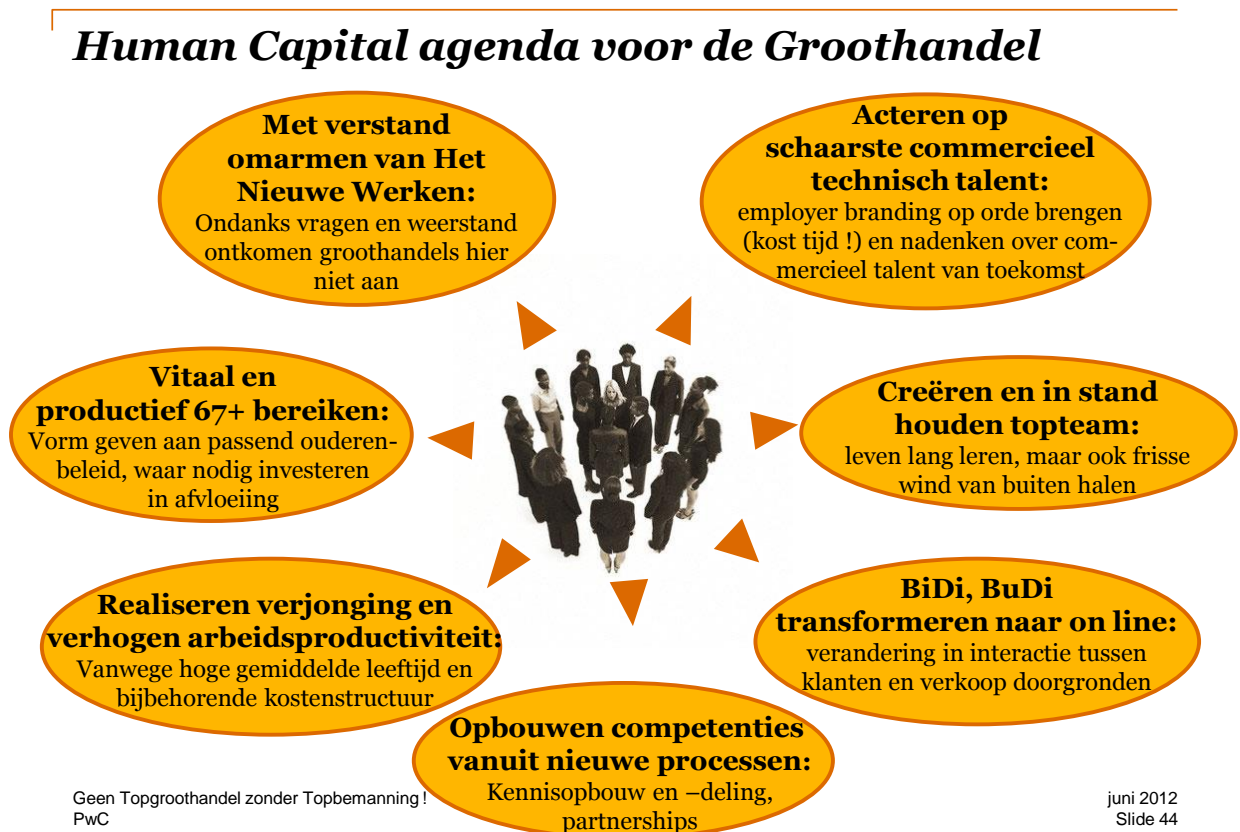 Human Capital agenda voor de Groothandel
Met verstand
omarmen van Het
Nieuwe Werken:
Ondanks vragen en weerstand
ontkomen groothandels hier
niet aan
Acteren op
schaarste commercieel
technisch talent:
employer branding op orde brengen
(kost tijd !) en nadenken over com-
mercieel talent van toekomst
Vitaal en
productief 67+ bereiken:
Vorm geven aan passend ouderen-
beleid, waar nodig investeren
in afvloeiing
Creëren en in stand
houden topteam:
leven lang leren, maar ook frisse
wind van buiten halen
Realiseren verjonging en
verhogen arbeidsproductiviteit:
Vanwege hoge gemiddelde leeftijd en
bijbehorende kostenstructuur
BiDi, BuDi
transformeren naar on line:
verandering in interactie tussen
klanten en verkoop doorgronden
Opbouwen competenties
vanuit nieuwe processen:
Kennisopbouw en –deling,
partnerships
Geen Topgroothandel zonder Topbemanning !
PwC
juni 2012
Slide 44